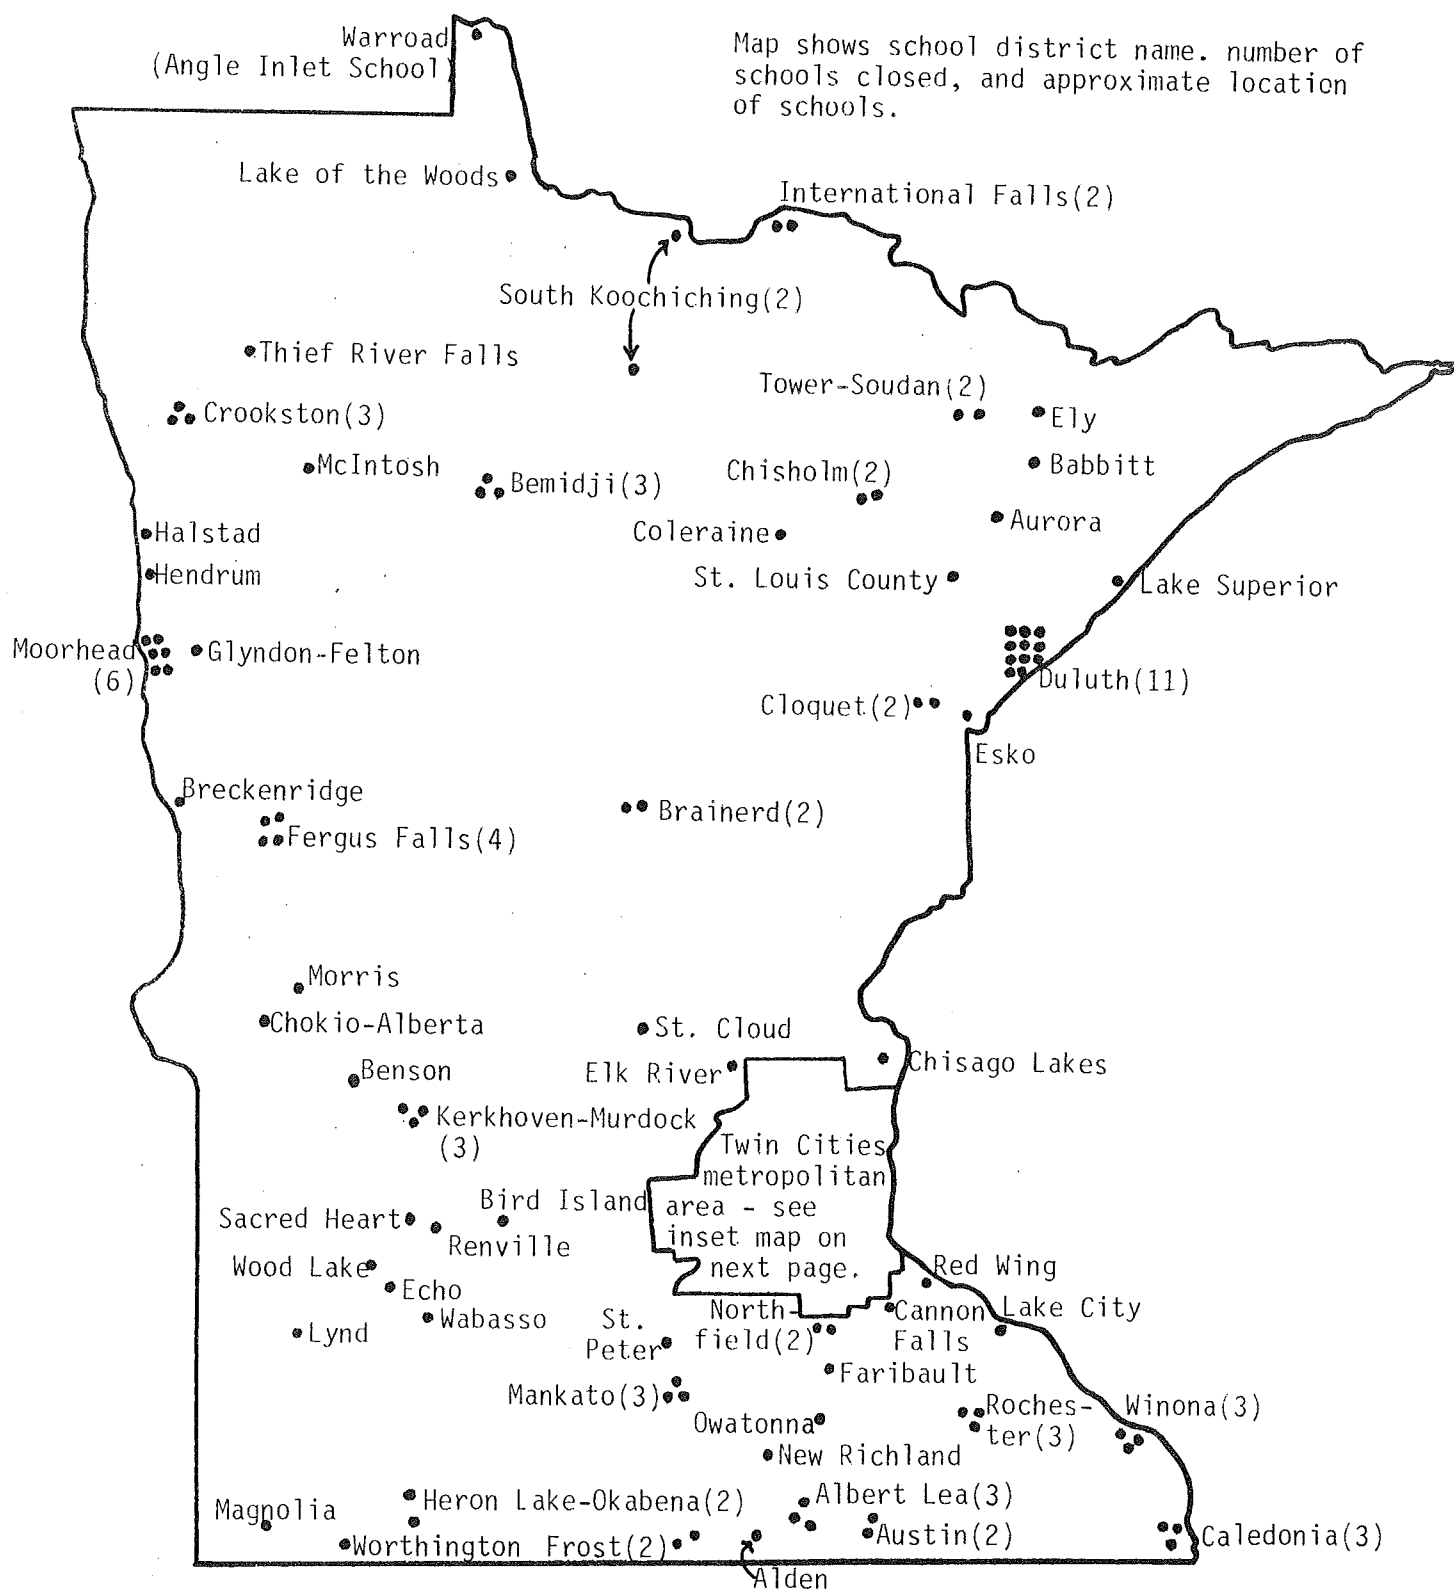 Warroad
(Angle Inlet School)
Map shows school district name. number of
schools closed, and approximate location
of schools.
Lake of the Woods
International Falls(2)
South Koochiching(2)
Thief River Falls
Tower-Soudan(2)
Crookston(3)
Ely
McIntosh
Bemidji(3)
Chisholm(2)
Babbitt
Halstad
Coleraine
Aurora
Hendrum
St. Louis County
Lake Superior
Moorhead
(6)
Glyndon-Felton
Duluth(11)
Cloquet(2)
Esko
Breckenridge
Brainerd(2)
Fergus Falls(4)
Morris
Chokio-Alberta
St. Cloud
Benson
Elk River
Chisago Lakes
Kerkhoven-Murdock
(3)
Twin Cities
metropolitan
area - see
inset map on
next page.
Bird Island
Sacred Heart
Renville
Wood Lake
Echo
Red Wing
Wabasso
Lynd
St.
Peter
North-
field(2)
Cannon
Falls
Lake City
Faribault
Mankato(3)
Owatonna
Roches-
ter(3)
Winona(3)
New Richland
Magnolia
Heron Lake-Okabena(2)
Albert Lea(3)
Worthington
Frost(2)
Austin(2)
Caledonia(3)
Alden